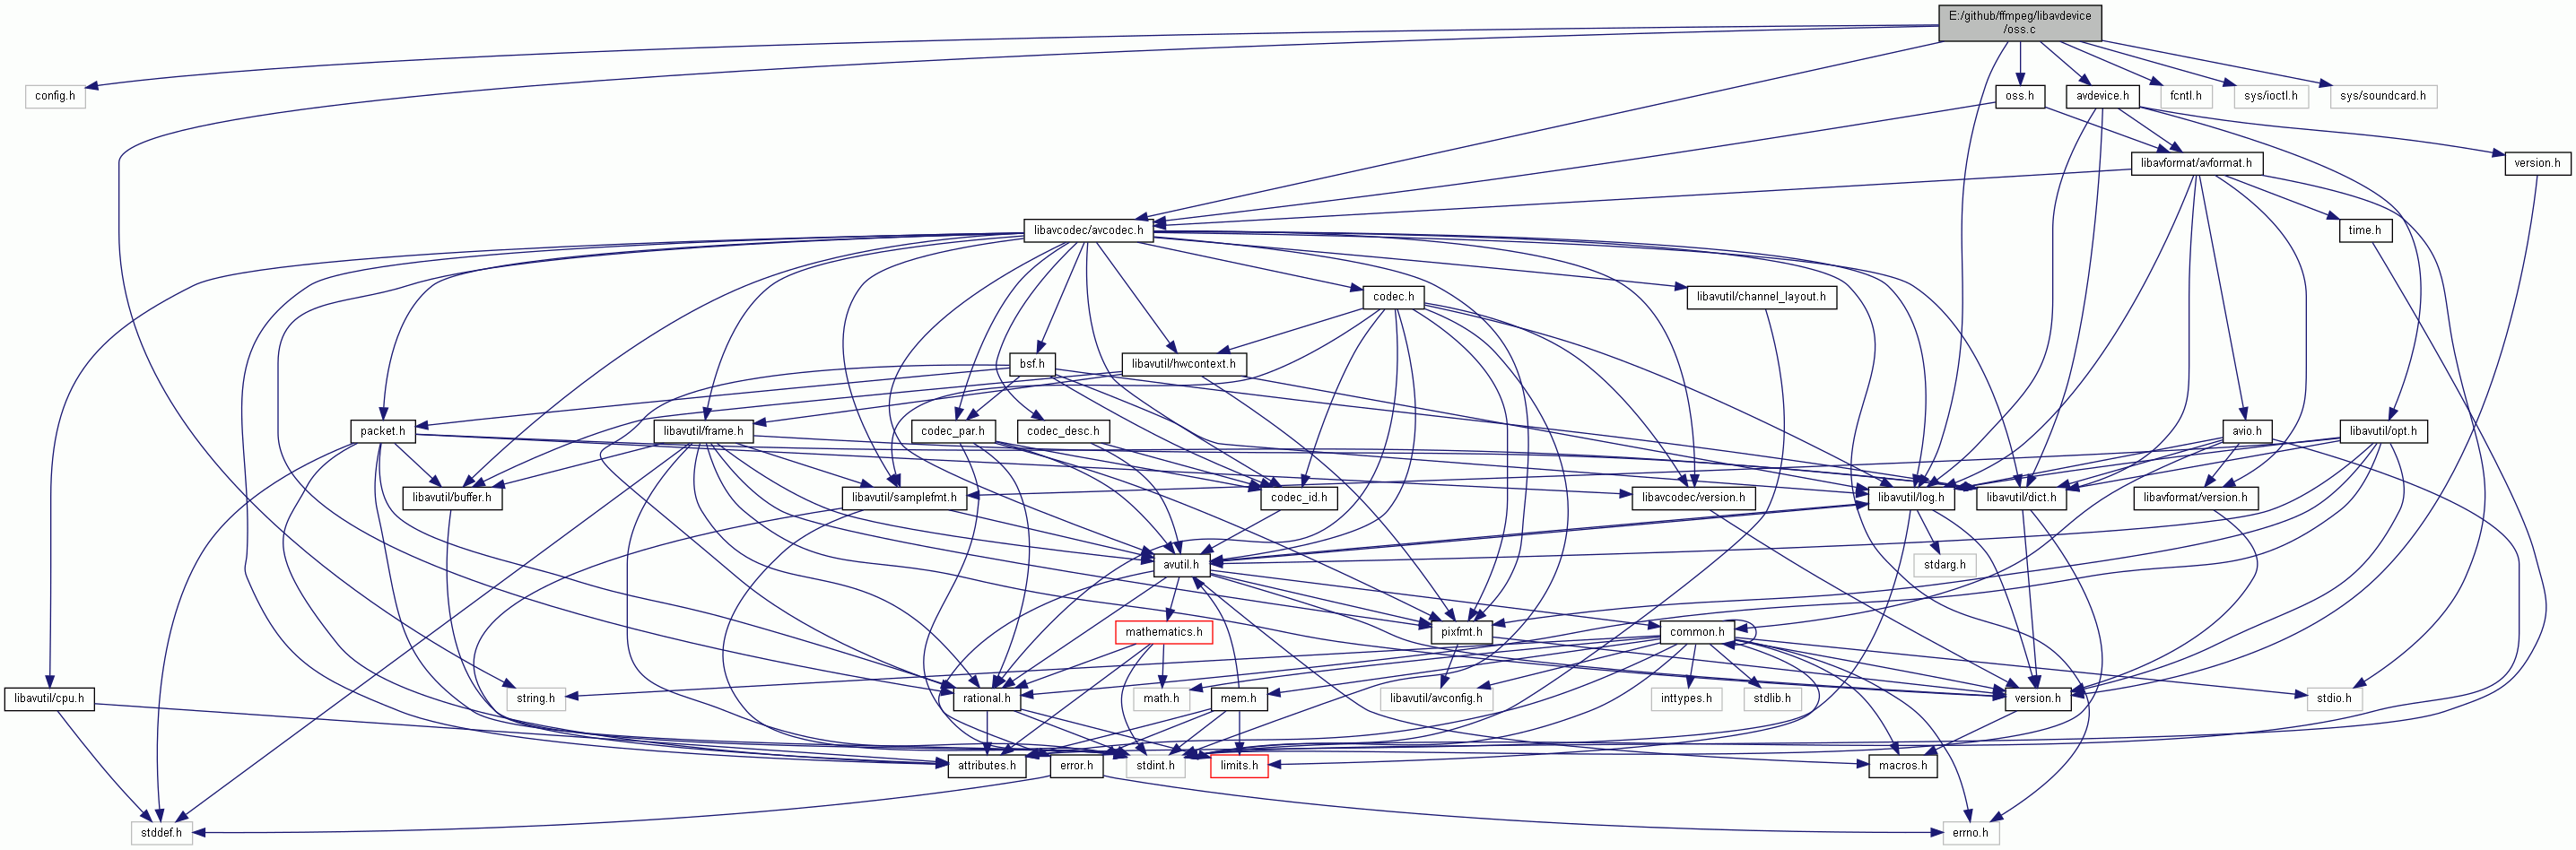 E:/github/ffmpeg/libavdevice
/oss.c
config.h
oss.h
avdevice.h
fcntl.h
sys/ioctl.h
sys/soundcard.h
libavformat/avformat.h
version.h
libavcodec/avcodec.h
time.h
codec.h
libavutil/channel_layout.h
bsf.h
libavutil/hwcontext.h
packet.h
libavutil/frame.h
codec_par.h
codec_desc.h
avio.h
libavutil/opt.h
libavutil/buffer.h
libavutil/samplefmt.h
codec_id.h
libavcodec/version.h
libavutil/log.h
libavutil/dict.h
libavformat/version.h
avutil.h
stdarg.h
mathematics.h
pixfmt.h
common.h
libavutil/cpu.h
string.h
rational.h
math.h
mem.h
libavutil/avconfig.h
inttypes.h
stdlib.h
version.h
stdio.h
attributes.h
error.h
stdint.h
limits.h
macros.h
stddef.h
errno.h